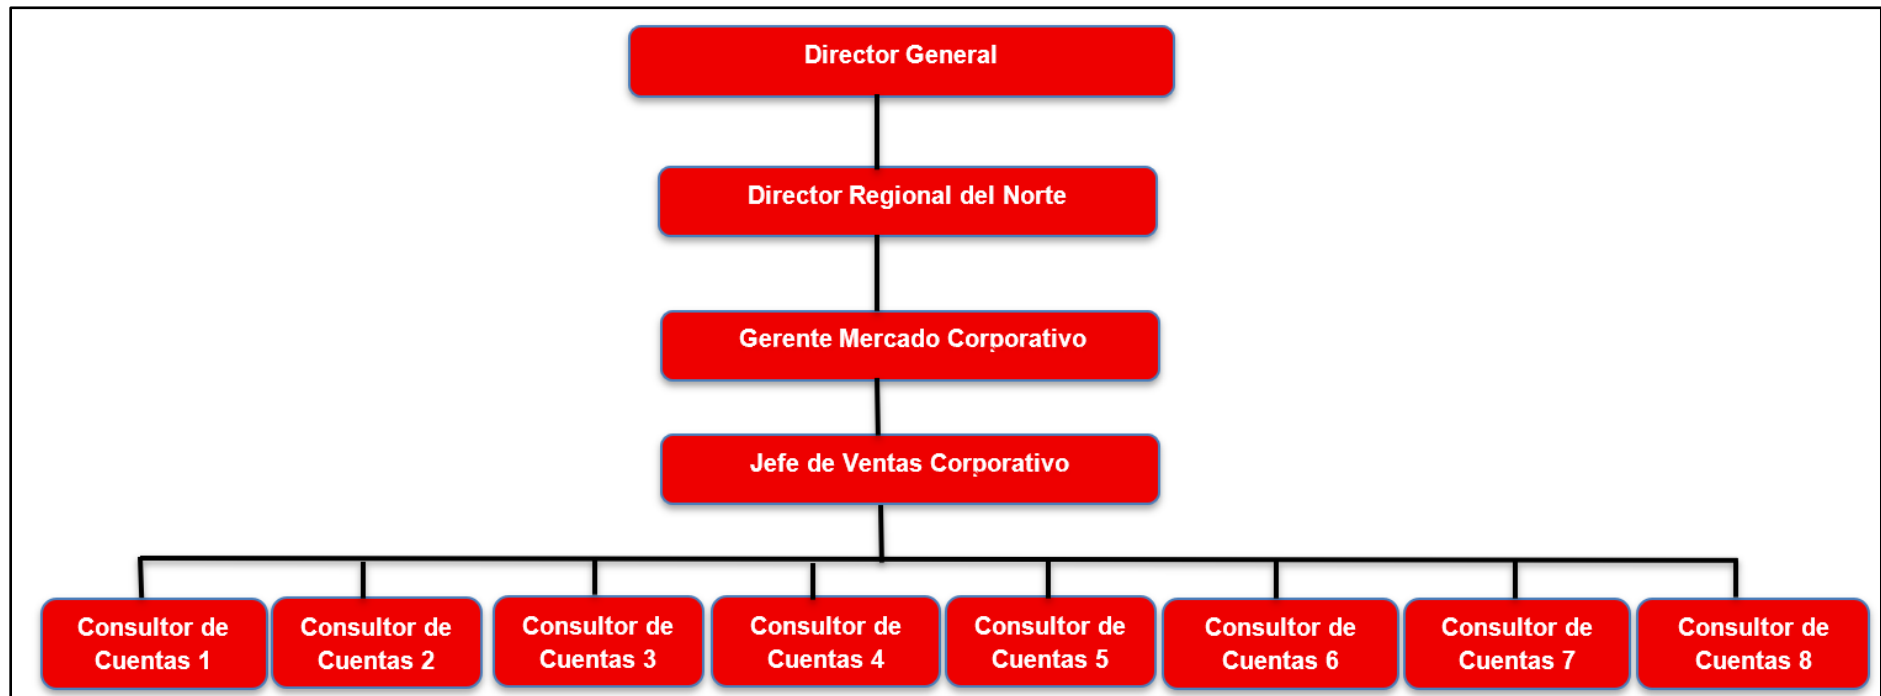 Director General
Director Regional del Norte
Gerente Mercado Corporativo
Jefe de Ventas Corporativo
Consultor de
Cuentas 1
Consultor de
Cuentas 2
Consultor de
Cuentas 3
Consultor de
Cuentas 4
Consultor de
Cuentas 5
Consultor de
Cuentas 6
Consultor de
Cuentas 7
Consultor de
Cuentas 8